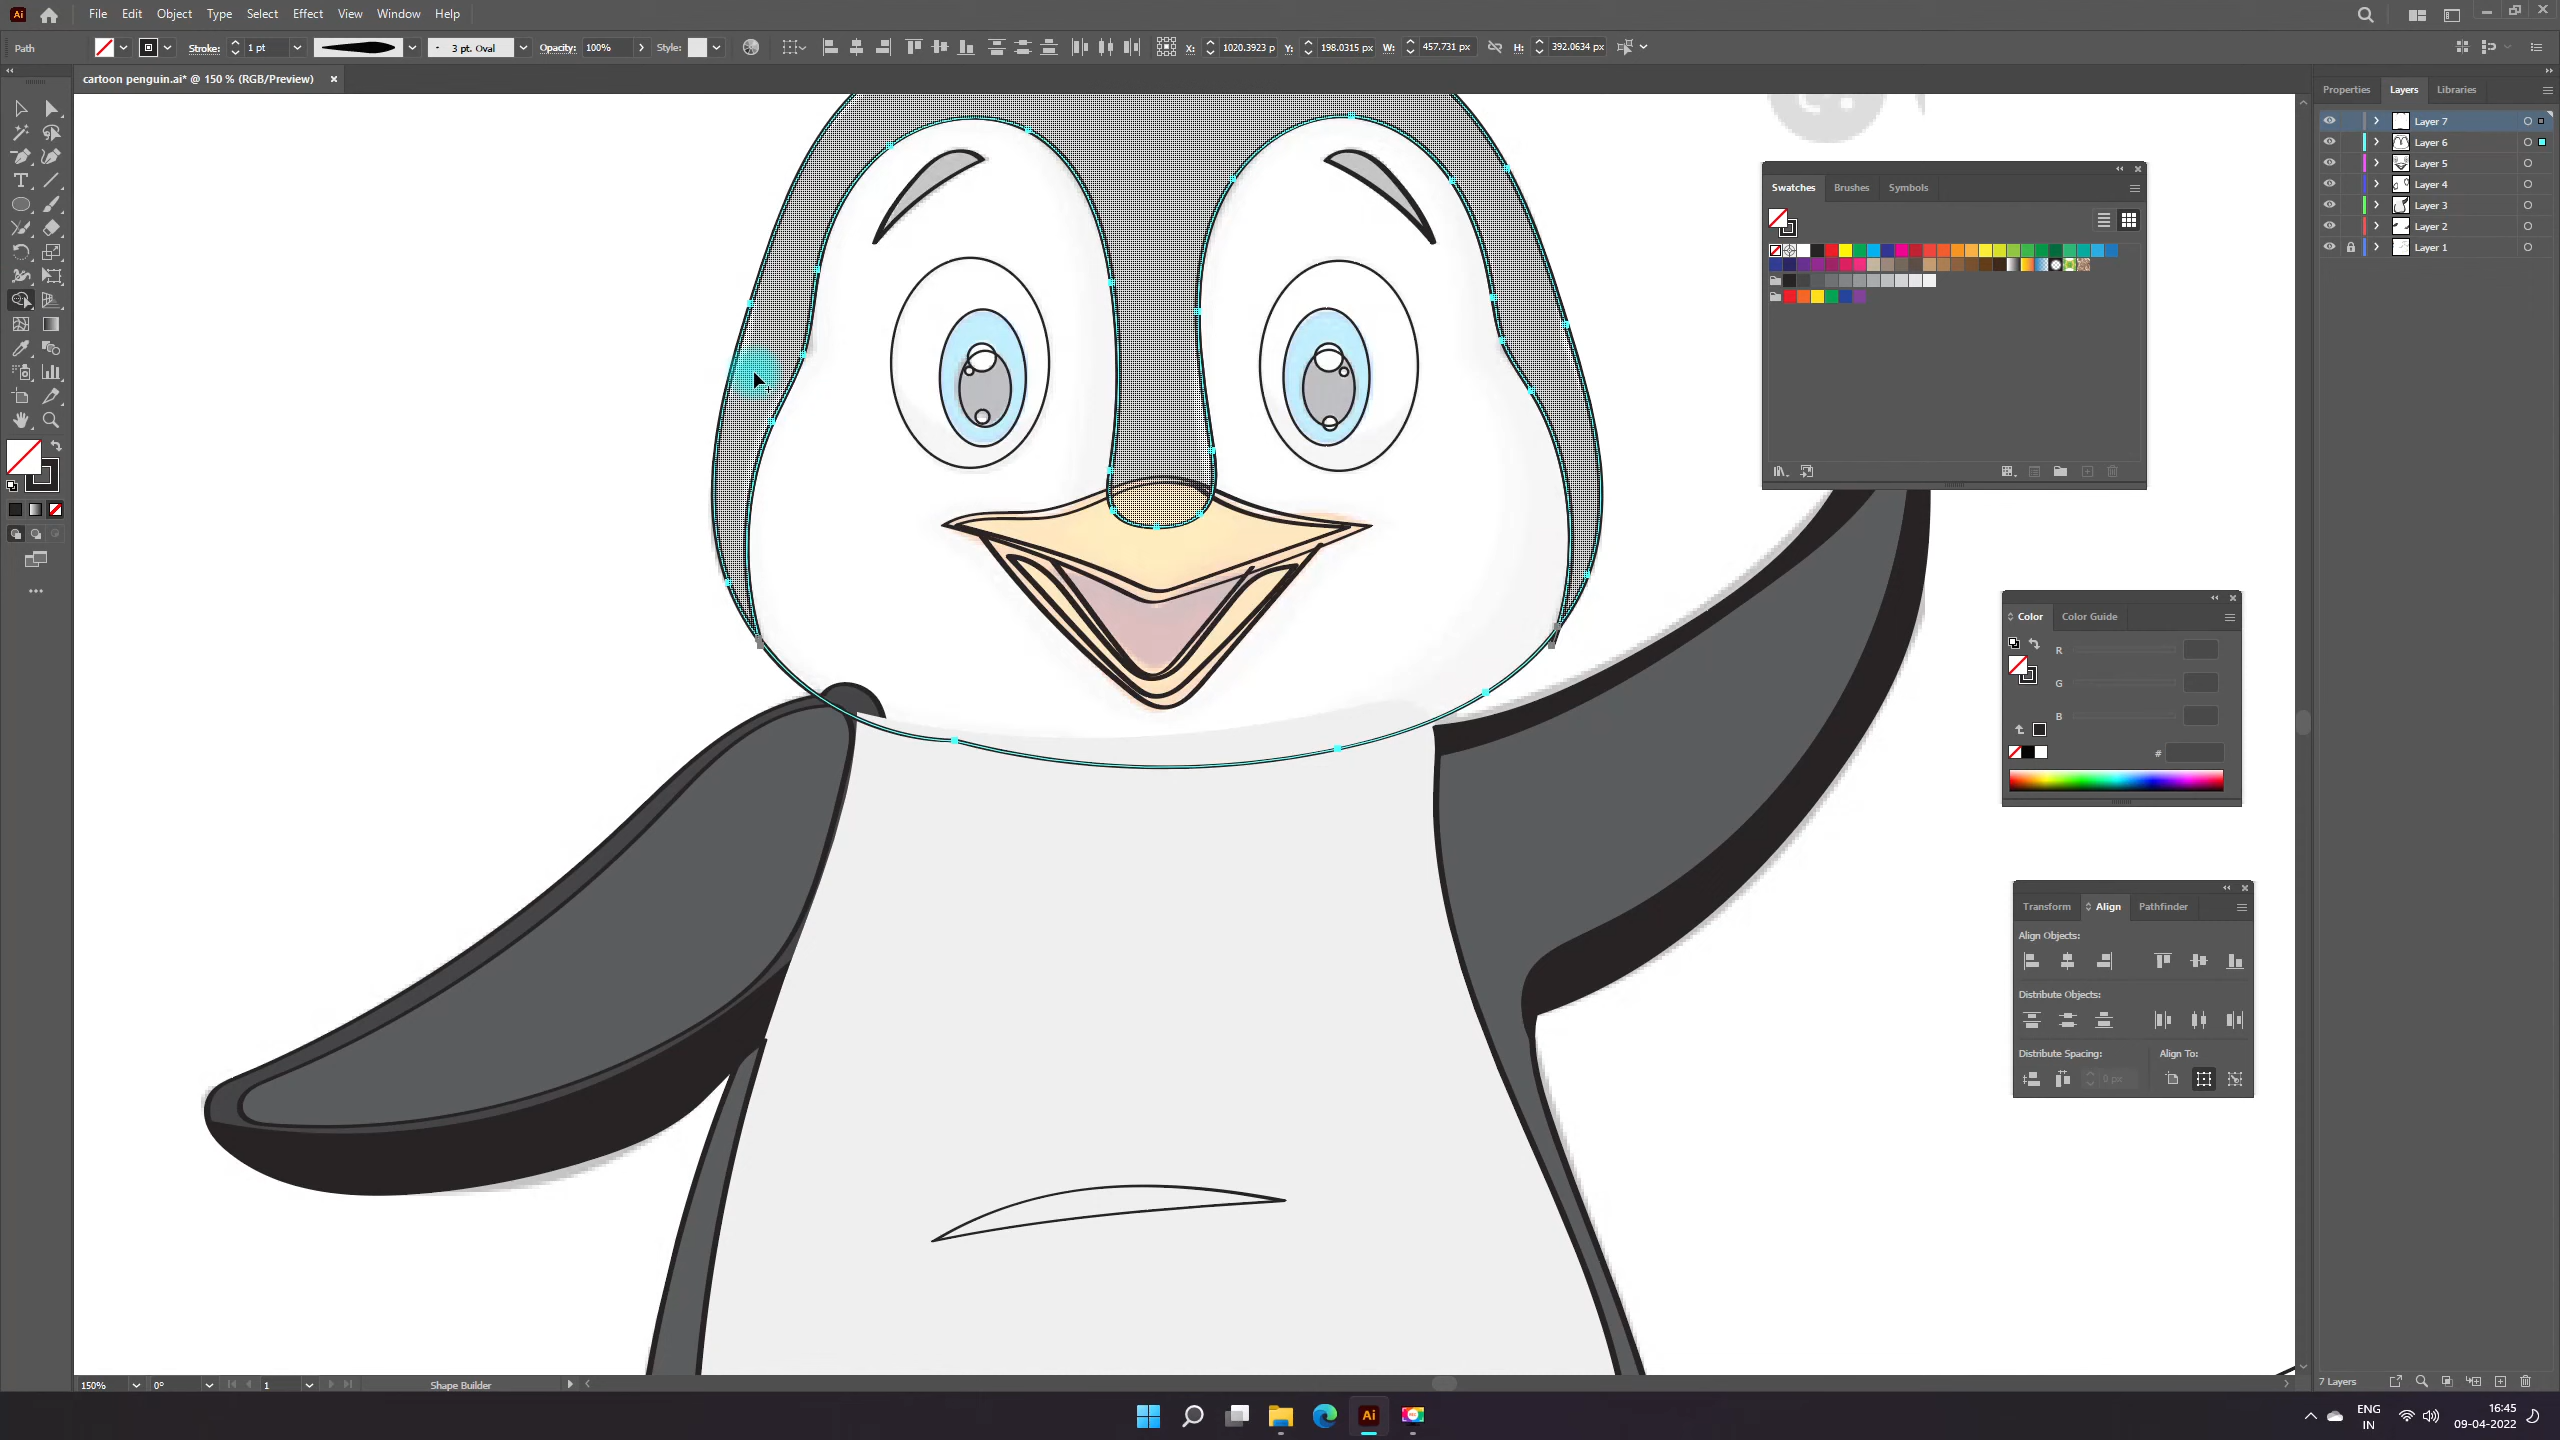 Ai File Edit Object Type Select Effect View Window Help
Path Stroke: 1 pt 3 pt. Oval Opacity: 100% Style: X: 1020.3923 p Y: 198.0315 px W: 457.731 px H: 392.0634 px
cartoon penguin.ai* @ 150 % (RGB/Preview)
Properties Layers Libraries
Layer 7
Layer 6
Layer 5
Layer 4
Layer 3
Layer 2
Layer 1
Swatches Brushes Symbols
Color Color Guide
R
G
B
#
Transform Align Pathfinder
Align Objects:
Distribute Objects:
Distribute Spacing: Align To:
0 px
150% 0° 1 Shape Builder
7 Layers
Ai
ENG
IN
16:45
09-04-2022